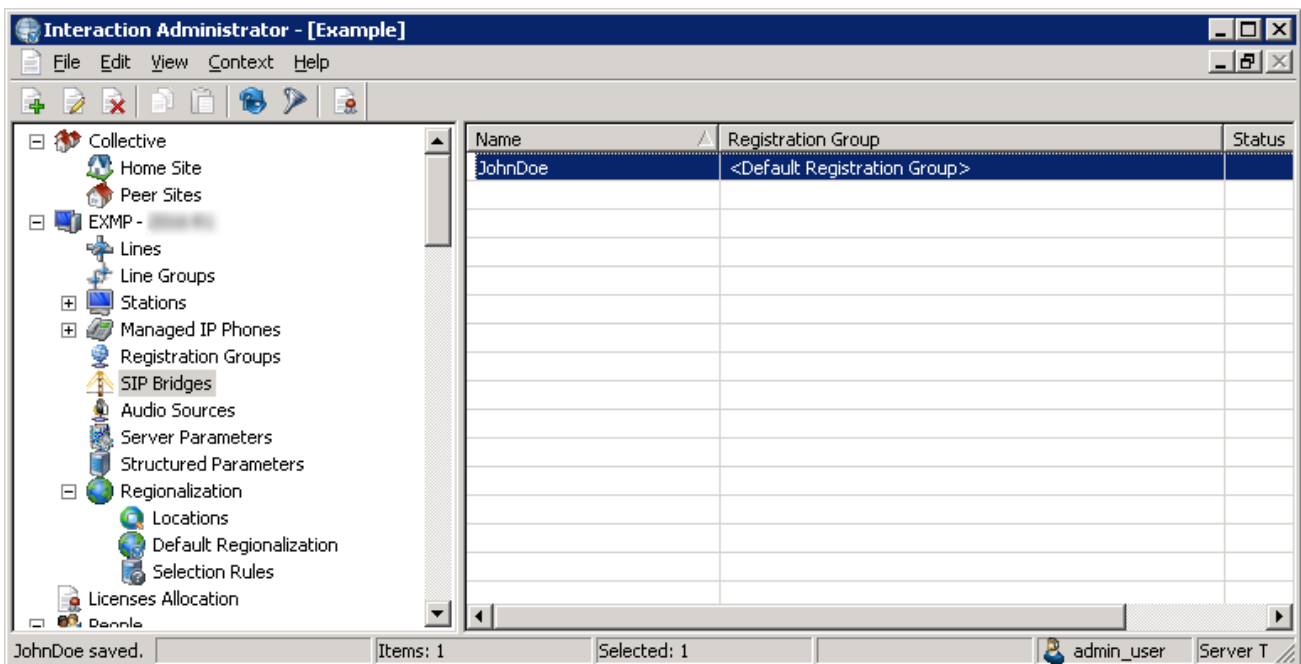 Interaction Administrator - [Example]
File Edit View Context Help
Collective
Home Site
Peer Sites
EXMP -
Lines
Line Groups
Stations
Managed IP Phones
Registration Groups
SIP Bridges
Audio Sources
Server Parameters
Structured Parameters
Regionalization
Locations
Default Regionalization
Selection Rules
Licenses Allocation
People
Name Registration Group Status
JohnDoe <Default Registration Group>
JohnDoe saved. Items: 1 Selected: 1 admin_user Server T